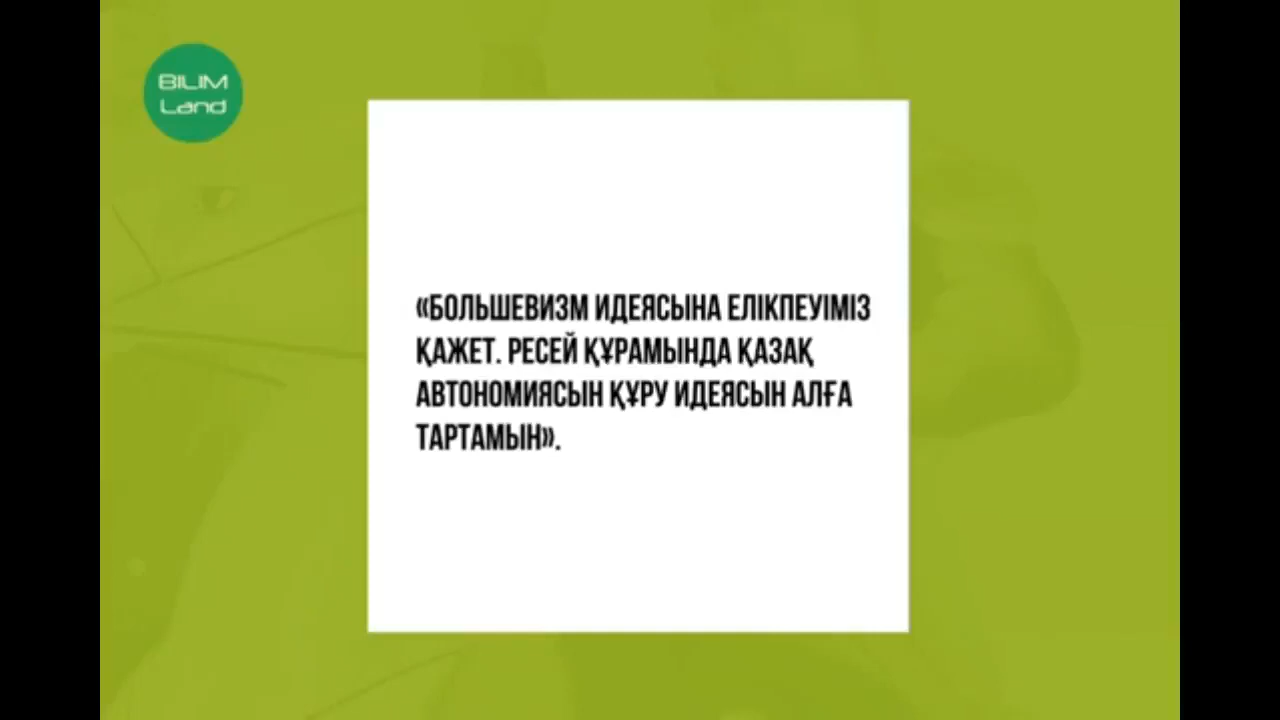 BILIM
Land
«БОЛЬШЕВИЗМ ИДЕЯСЫНА ЕЛІКПЕУІМІЗ
ҚАЖЕТ. РЕСЕЙ ҚҰРАМЫНДА ҚАЗАҚ
АВТОНОМИЯСЫН ҚҰРУ ИДЕЯСЫН АЛҒА
ТАРТАМЫН».